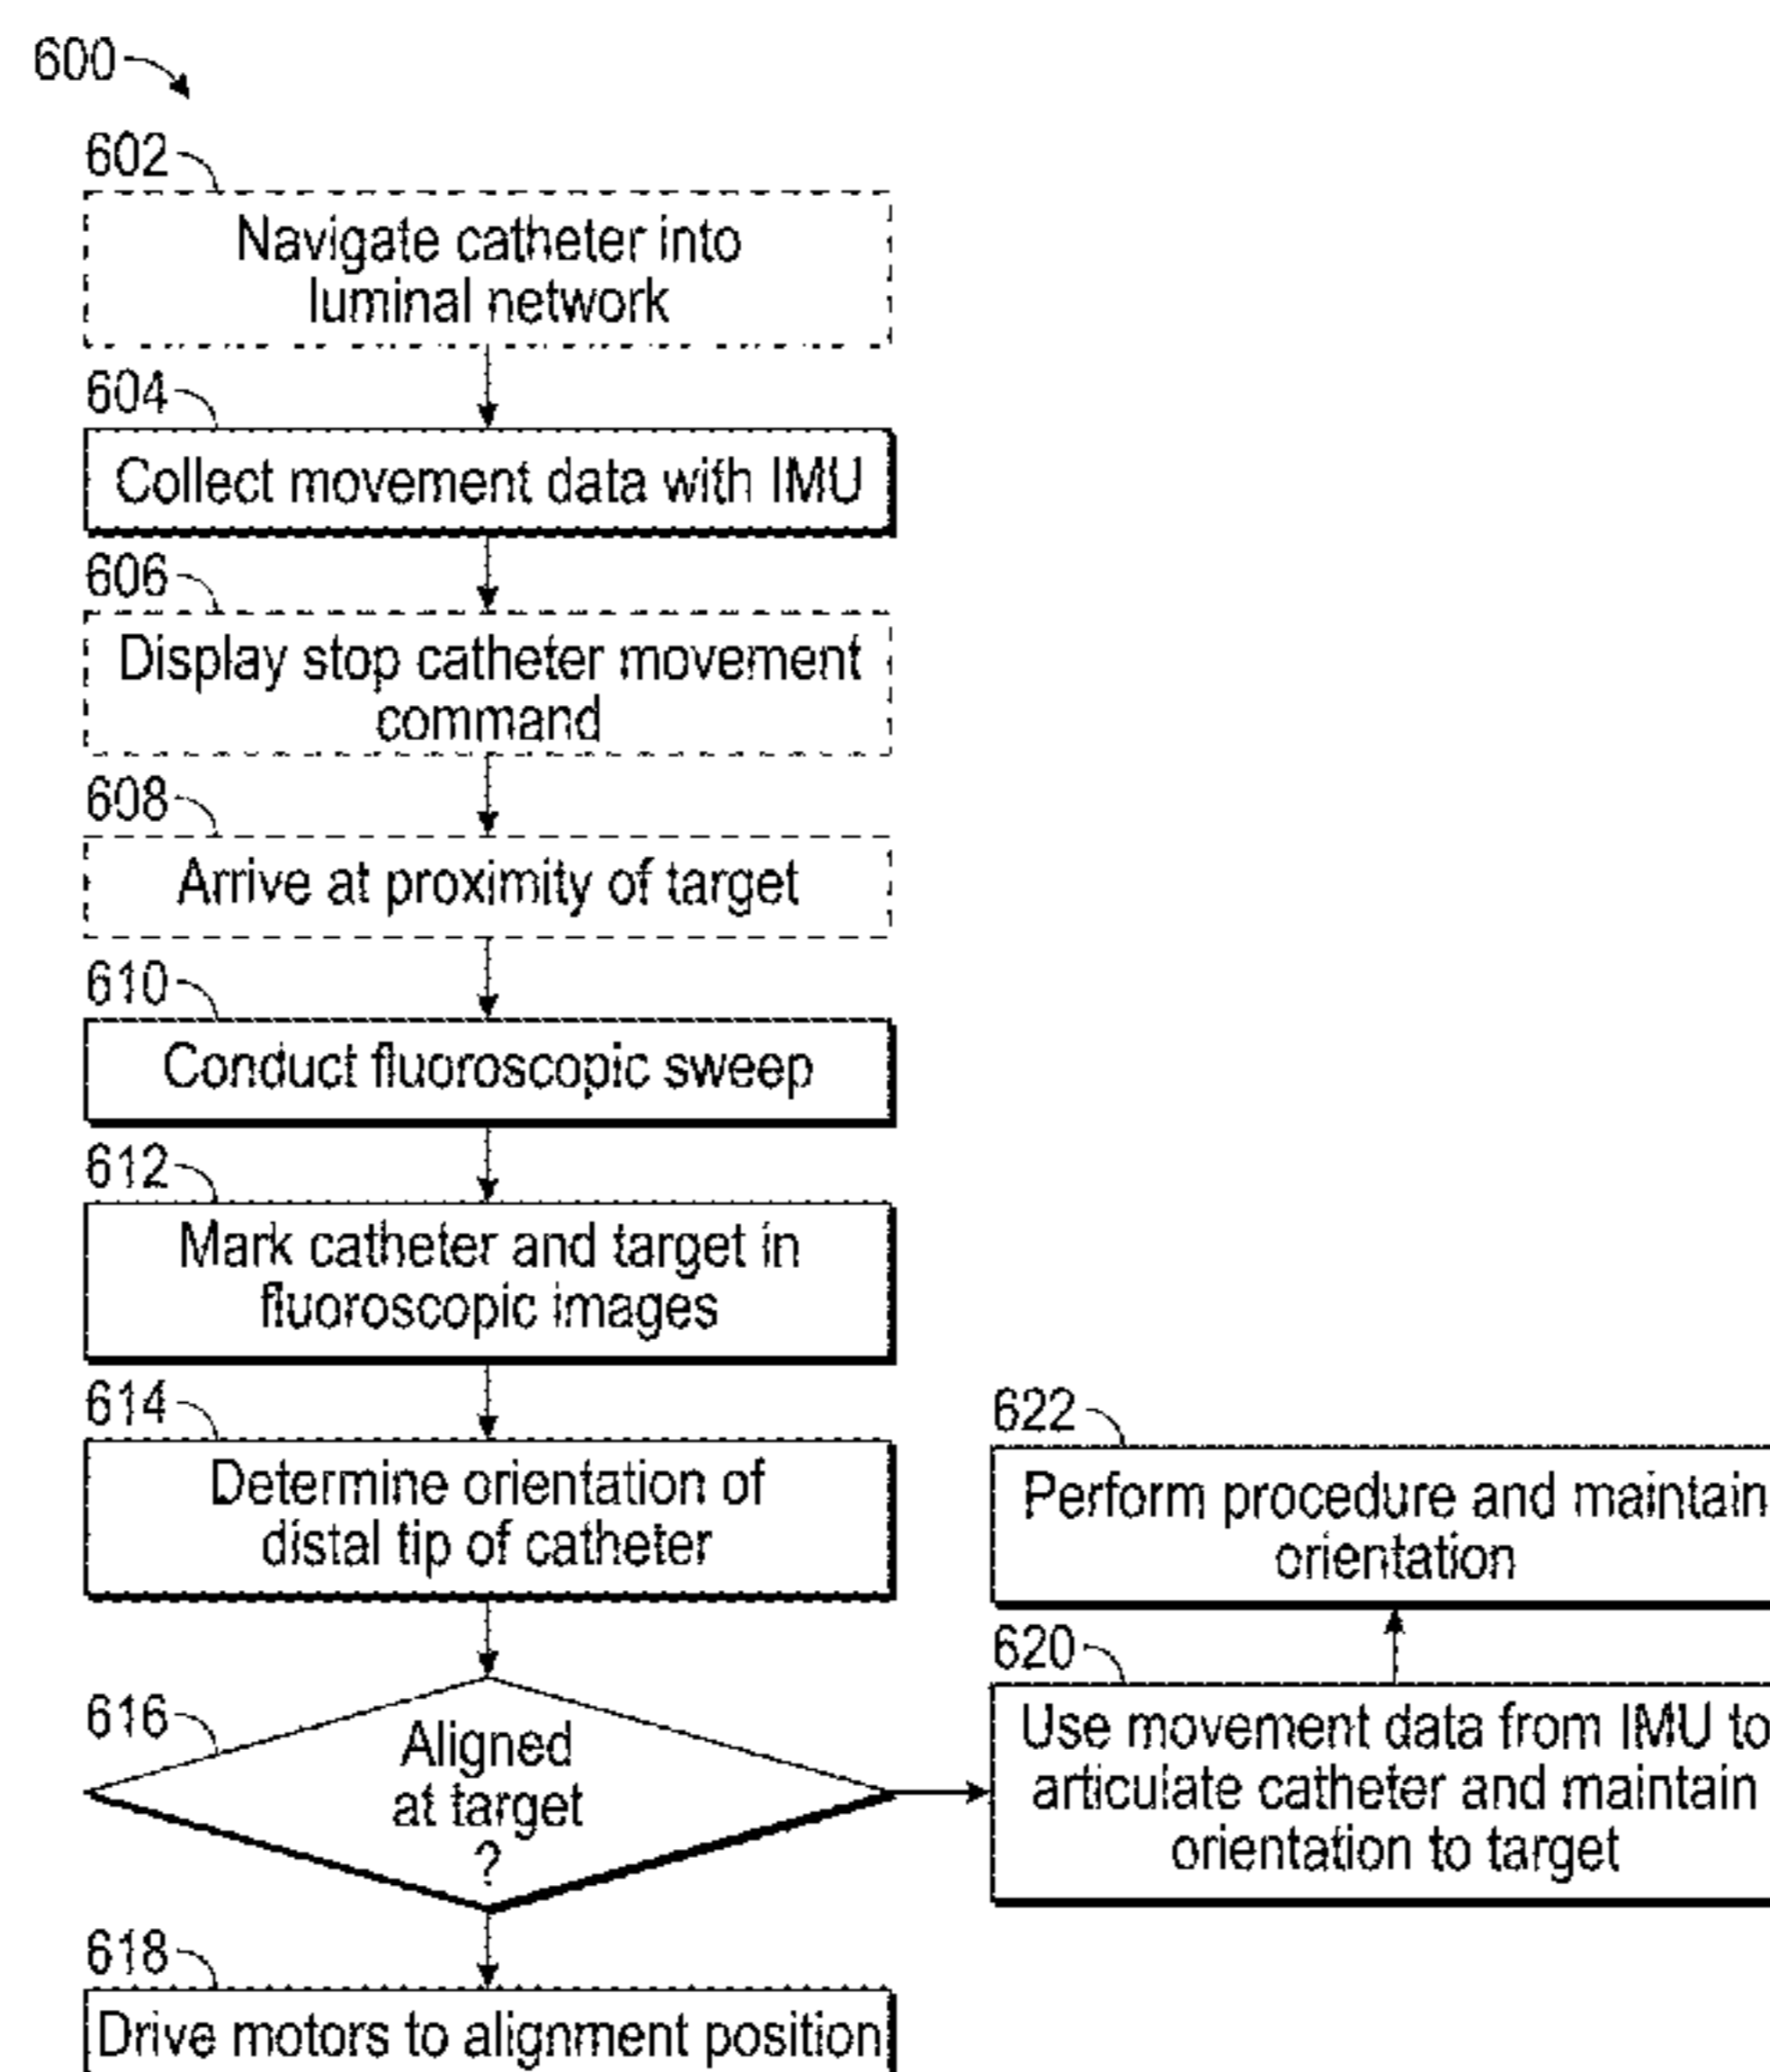 600
602
Navigate catheter into
luminal network
604
Collect movement data with IMU
606
Display stop catheter movement
command
608
Arrive at proximity of target
610
Conduct fluoroscopic sweep
612
Mark catheter and target in
fluoroscopic images
614
Determine orientation of
distal tip of catheter
616
Aligned
at target
?
618
Drive motors to alignment position
620
Use movement data from IMU to
articulate catheter and maintain
orientation to target
622
Perform procedure and maintain
orientation